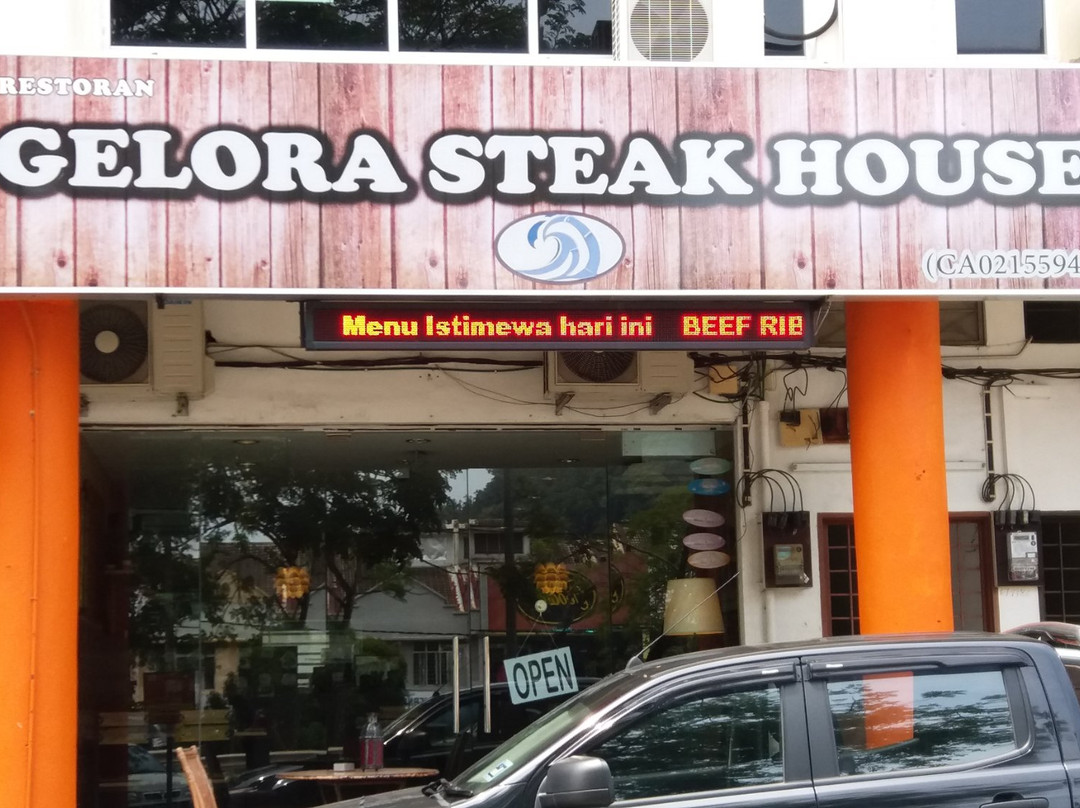 RESTORAN
GELORA STEAK HOUSE
(CA0215594
Menu Istimewa hari ini BEEF RIB
OPEN